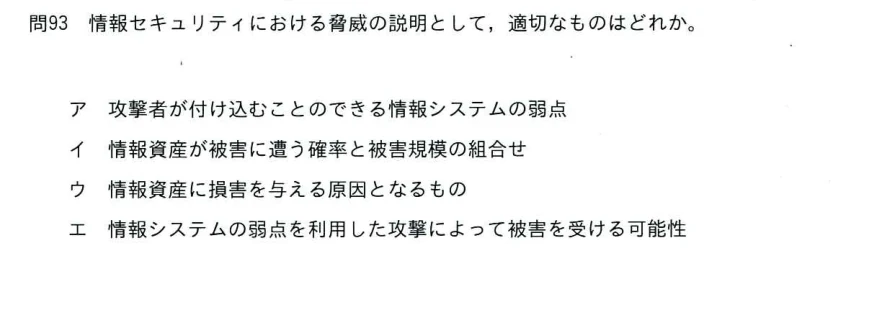 問93 情報セキュリティにおける脅威の説明として，適切なものはどれか。
ア 攻撃者が付け込むことのできる情報システムの弱点
イ 情報資産が被害に遭う確率と被害規模の組合せ
ウ 情報資産に損害を与える原因となるもの
エ 情報システムの弱点を利用した攻撃によって被害を受ける可能性